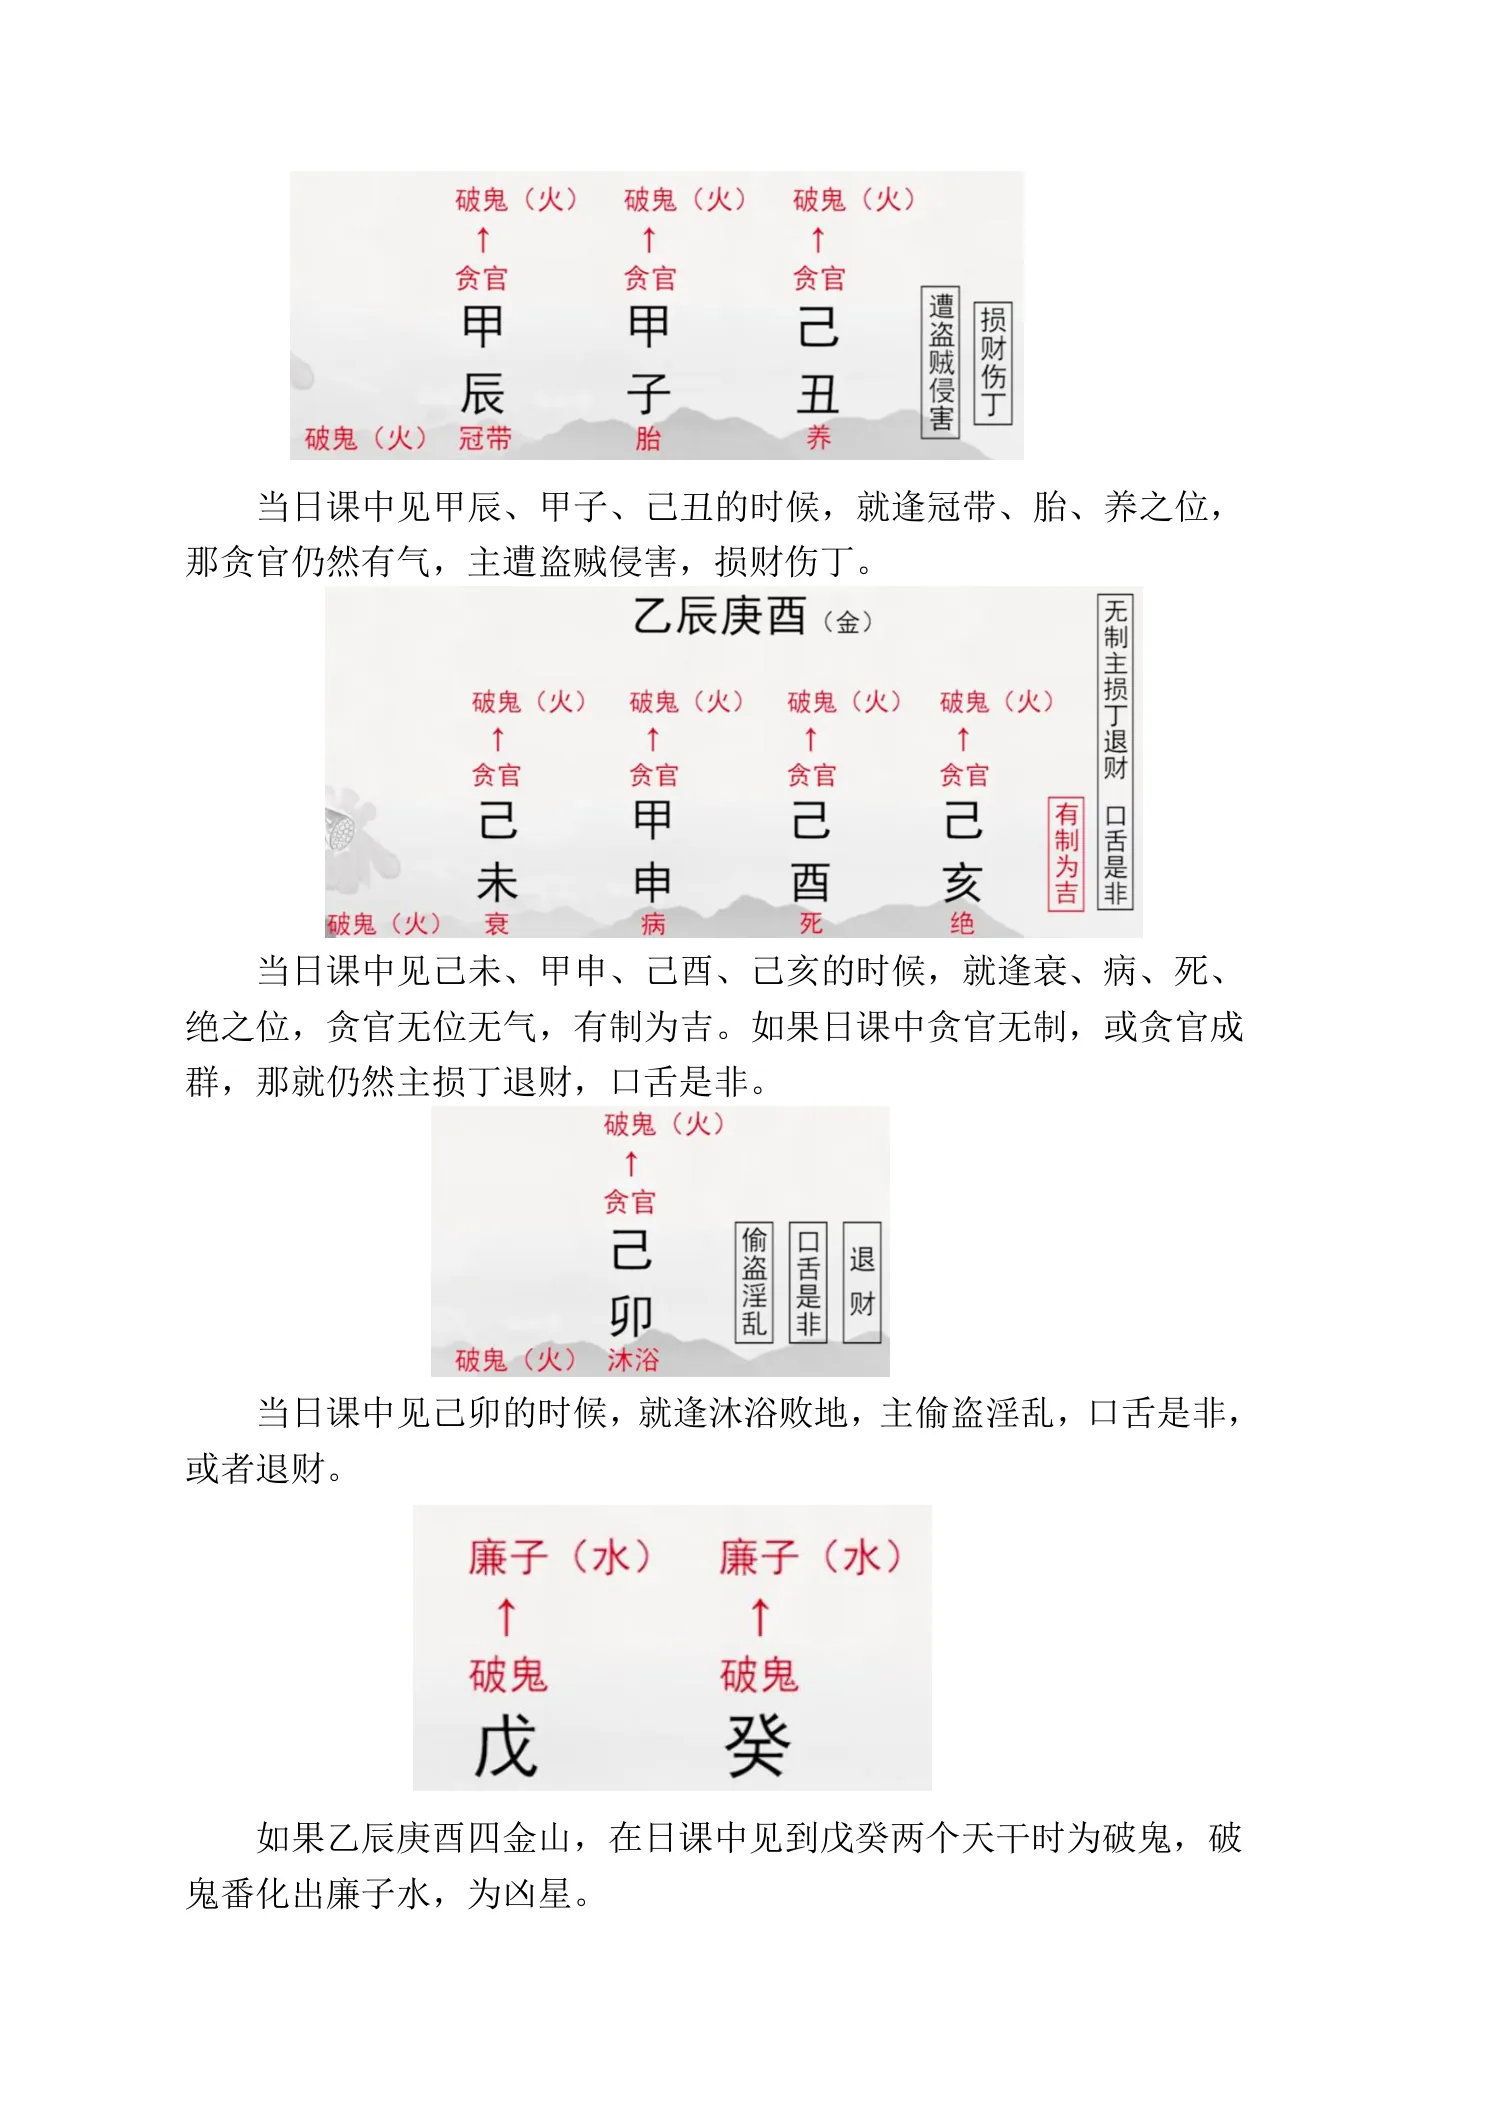 破鬼（火） 破鬼（火） 破鬼（火）
↑ ↑ ↑
贪官 贪官 贪官
甲 甲 己
辰 子 丑
破鬼（火） 冠带 胎 养
遭盗贼侵害
损财伤丁
当日课中见甲辰、甲子、己丑的时候，就逢冠带、胎、养之位，
那贪官仍然有气，主遭盗贼侵害，损财伤丁。
乙辰庚酉（金）
破鬼（火） 破鬼（火） 破鬼（火） 破鬼（火）
↑ ↑ ↑ ↑
贪官 贪官 贪官 贪官
己 甲 己 己
未 申 酉 亥
破鬼（火） 衰 病 死 绝
有制为吉
无制主损丁退财 口舌是非
当日课中见己未、甲申、己酉、己亥的时候，就逢衰、病、死、
绝之位，贪官无位无气，有制为吉。如果日课中贪官无制，或贪官成
群，那就仍然主损丁退财，口舌是非。
破鬼（火）
↑
贪官
己
卯
破鬼（火） 沐浴
偷盗淫乱
口舌是非
退财
当日课中见己卯的时候，就逢沐浴败地，主偷盗淫乱，口舌是非，
或者退财。
廉子（水） 廉子（水）
↑ ↑
破鬼 破鬼
戊 癸
如果乙辰庚酉四金山，在日课中见到戊癸两个天干时为破鬼，破
鬼番化出廉子水，为凶星。